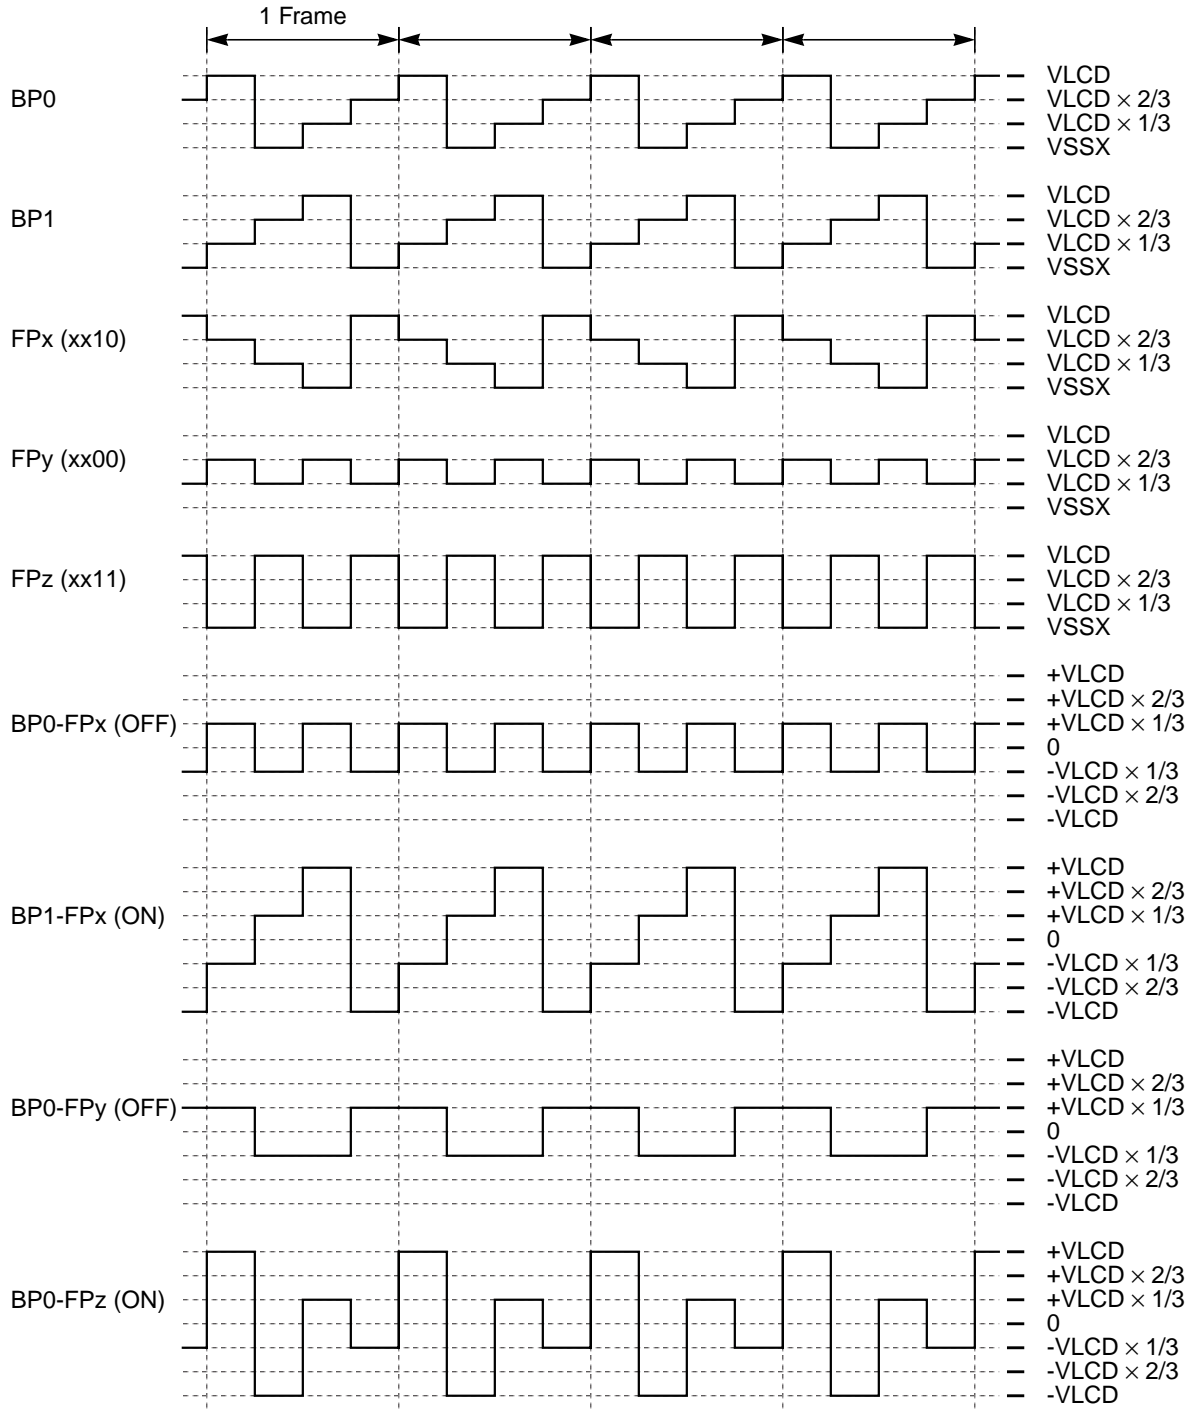 1 Frame
BP0
VLCD
VLCD × 2/3
VLCD × 1/3
VSSX
BP1
VLCD
VLCD × 2/3
VLCD × 1/3
VSSX
FPx (xx10)
VLCD
VLCD × 2/3
VLCD × 1/3
VSSX
FPy (xx00)
VLCD
VLCD × 2/3
VLCD × 1/3
VSSX
FPz (xx11)
VLCD
VLCD × 2/3
VLCD × 1/3
VSSX
BP0-FPx (OFF)
+VLCD
+VLCD × 2/3
+VLCD × 1/3
0
-VLCD × 1/3
-VLCD × 2/3
-VLCD
BP1-FPx (ON)
+VLCD
+VLCD × 2/3
+VLCD × 1/3
0
-VLCD × 1/3
-VLCD × 2/3
-VLCD
BP0-FPy (OFF)
+VLCD
+VLCD × 2/3
+VLCD × 1/3
0
-VLCD × 1/3
-VLCD × 2/3
-VLCD
BP0-FPz (ON)
+VLCD
+VLCD × 2/3
+VLCD × 1/3
0
-VLCD × 1/3
-VLCD × 2/3
-VLCD